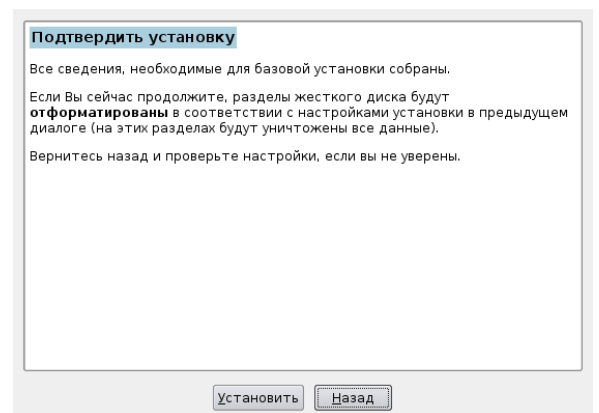 Подтвердить установку
Все сведения, необходимые для базовой установки собраны.
Если Вы сейчас продолжите, разделы жесткого диска будут
отформатированы в соответствии с настройками установки в предыдущем
диалоге (на этих разделах будут уничтожены все данные).
Вернитесь назад и проверьте настройки, если вы не уверены.
Установить Назад